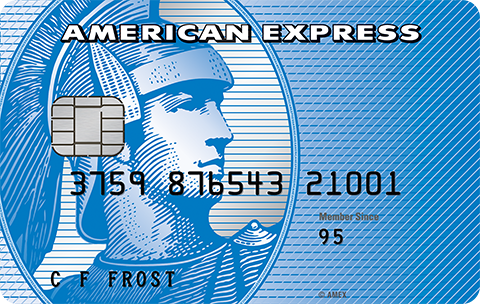 AMERICAN EXPRESS
3759 876543 21001
Member Since
95
C F FROST
© AMEX